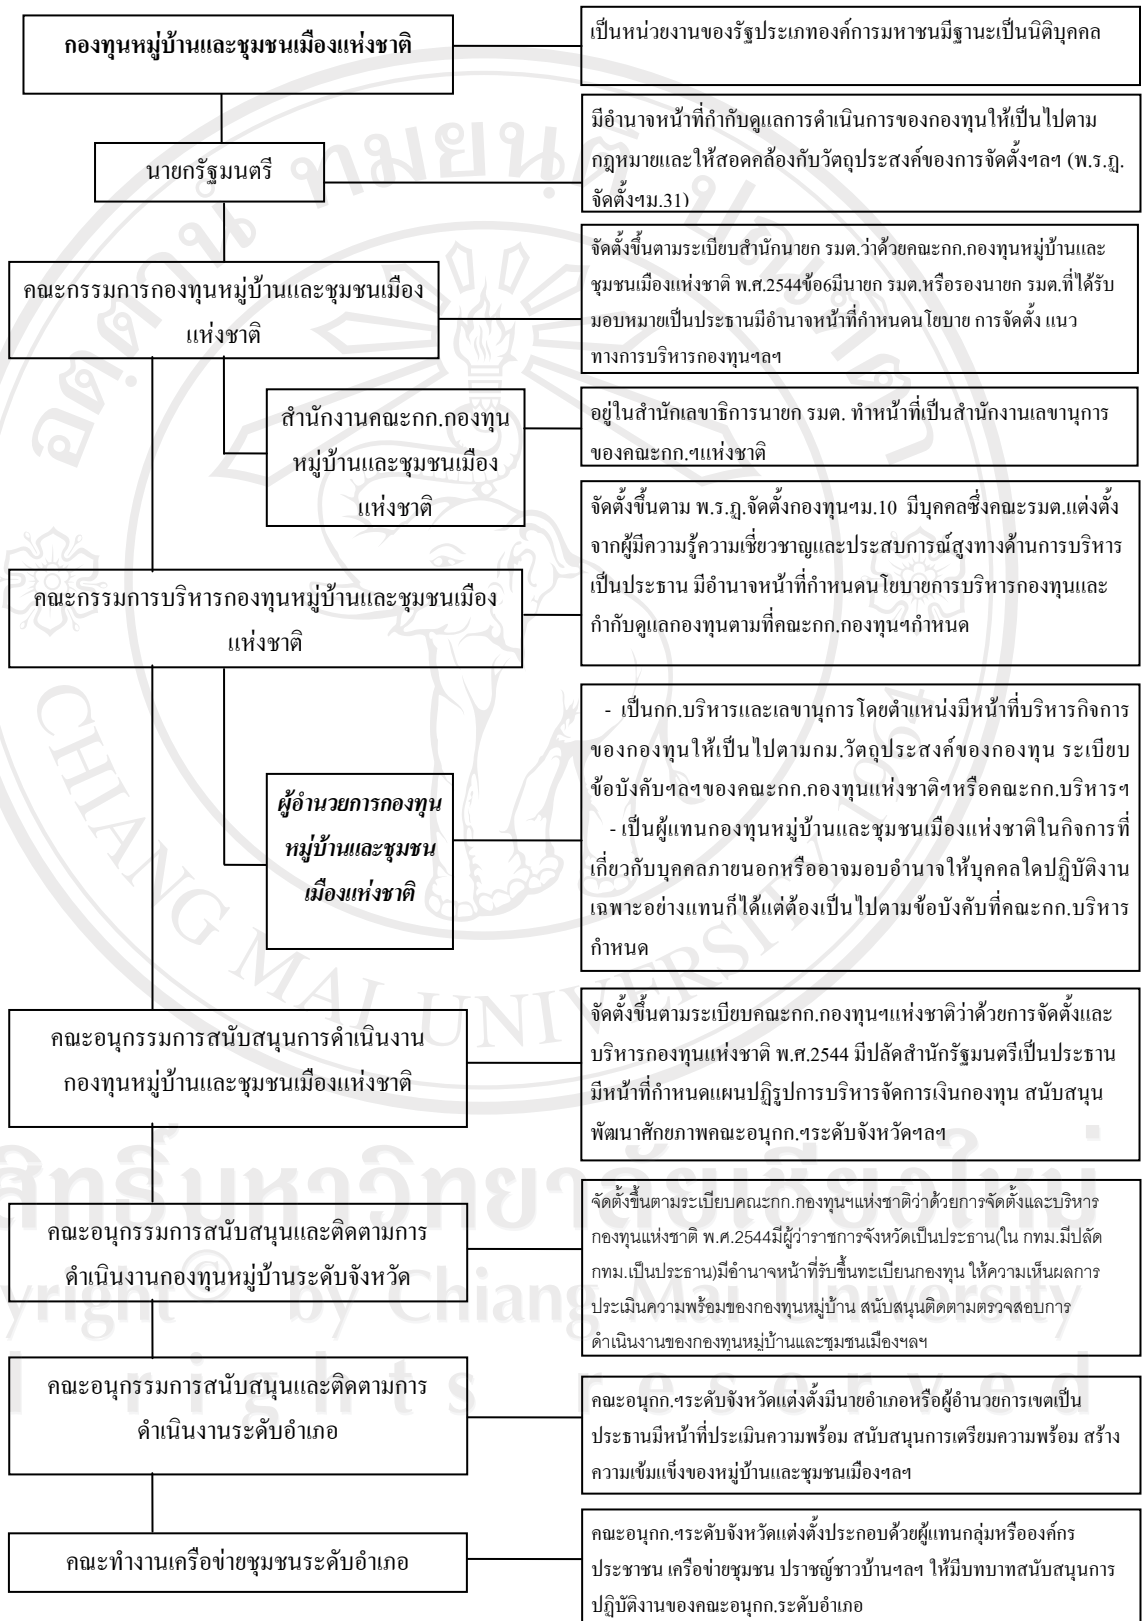 กองทุนหมู่บ้านและชุมชนเมืองแห่งชาติ
เป็นหน่วยงานของรัฐประเภทองค์การมหาชนมีฐานะเป็นนิติบุคคล
นายกรัฐมนตรี
มีอำนาจหน้าที่กำกับดูแลการดำเนินการของกองทุนให้เป็นไปตาม
กฎหมายและให้สอดคล้องกับวัตถุประสงค์ของการจัดตั้งฯลฯ (พ.ร.ฎ.
จัดตั้งฯม.31)
คณะกรรมการกองทุนหมู่บ้านและชุมชนเมือง
แห่งชาติ
จัดตั้งขึ้นตามระเบียบสำนักนายก รมต.ว่าด้วยคณะกก.กองทุนหมู่บ้านและ
ชุมชนเมืองแห่งชาติ พ.ศ.2544ข้อ6มีนายก รมต.หรือรองนายก รมต.ที่ได้รับ
มอบหมายเป็นประธานมีอำนาจหน้าที่กำหนดนโยบาย การจัดตั้ง แนว
ทางการบริหารกองทุนฯลฯ
สำนักงานคณะกก.กองทุน
หมู่บ้านและชุมชนเมือง
แห่งชาติ
อยู่ในสำนักเลขาธิการนายก รมต. ทำหน้าที่เป็นสำนักงานเลขานุการ
ของคณะกก.ฯแห่งชาติ
คณะกรรมการบริหารกองทุนหมู่บ้านและชุมชนเมือง
แห่งชาติ
จัดตั้งขึ้นตาม พ.ร.ฎ.จัดตั้งกองทุนฯม.10 มีบุคคลซึ่งคณะรมต.แต่งตั้ง
จากผู้มีความรู้ความเชี่ยวชาญและประสบการณ์สูงทางด้านการบริหาร
เป็นประธาน มีอำนาจหน้าที่กำหนดนโยบายการบริหารกองทุนและ
กำกับดูแลกองทุนตามที่คณะกก.กองทุนฯกำหนด
ผู้อำนวยการกองทุน
หมู่บ้านและชุมชน
เมืองแห่งชาติ
- เป็นกก.บริหารและเลขานุการโดยตำแหน่งมีหน้าที่บริหารกิจการ
ของกองทุนให้เป็นไปตามกม.วัตถุประสงค์ของกองทุน ระเบียบ
ข้อบังคับฯลฯของคณะกก.กองทุนแห่งชาติฯหรือคณะกก.บริหารฯ
- เป็นผู้แทนกองทุนหมู่บ้านและชุมชนเมืองแห่งชาติในกิจการที่
เกี่ยวกับบุคคลภายนอกหรืออาจมอบอำนาจให้บุคคลใดปฏิบัติงาน
เฉพาะอย่างแทนก็ได้แต่ต้องเป็นไปตามข้อบังคับที่คณะกก.บริหาร
กำหนด
คณะอนุกรรมการสนับสนุนการดำเนินงาน
กองทุนหมู่บ้านและชุมชนเมืองแห่งชาติ
จัดตั้งขึ้นตามระเบียบคณะกก.กองทุนฯแห่งชาติว่าด้วยการจัดตั้งและ
บริหารกองทุนแห่งชาติ พ.ศ.2544 มีปลัดสำนักรัฐมนตรีเป็นประธาน
มีหน้าที่กำหนดแผนปฏิรูปการบริหารจัดการเงินกองทุน สนับสนุน
พัฒนาศักยภาพคณะอนุกก.ฯระดับจังหวัดฯลฯ
คณะอนุกรรมการสนับสนุนและติดตามการ
ดำเนินงานกองทุนหมู่บ้านระดับจังหวัด
จัดตั้งขึ้นตามระเบียบคณะกก.กองทุนฯแห่งชาติว่าด้วยการจัดตั้งและบริหาร
กองทุนแห่งชาติ พ.ศ.2544มีผู้ว่าราชการจังหวัดเป็นประธาน(ใน กทม.มีปลัด
กทม.เป็นประธาน)มีอำนาจหน้าที่รับขึ้นทะเบียนกองทุน ให้ความเห็นผลการ
ประเมินความพร้อมของกองทุนหมู่บ้าน สนับสนุนติดตามตรวจสอบการ
ดำเนินงานของกองทุนหมู่บ้านและชุมชนเมืองฯลฯ
คณะอนุกรรมการสนับสนุนและติดตามการ
ดำเนินงานระดับอำเภอ
คณะอนุกก.ฯระดับจังหวัดแต่งตั้งมีนายอำเภอหรือผู้อำนวยการเขตเป็น
ประธานมีหน้าที่ประเมินความพร้อม สนับสนุนการเตรียมความพร้อม สร้าง
ความเข้มแข็งของหมู่บ้านและชุมชนเมืองฯลฯ
คณะทำงานเครือข่ายชุมชนระดับอำเภอ
คณะอนุกก.ฯระดับจังหวัดแต่งตั้งประกอบด้วยผู้แทนกลุ่มหรือองค์กร
ประชาชน เครือข่ายชุมชน ปราชญ์ชาวบ้านฯลฯ ให้มีบทบาทสนับสนุนการ
ปฏิบัติงานของคณะอนุกก.ระดับอำเภอ
CHIANG MAI UNIVERSITY 1964
สิทธิ์มหาวิทยาลัยเชียงใหม่
yright © by Chiang Mai University
l rights reserved